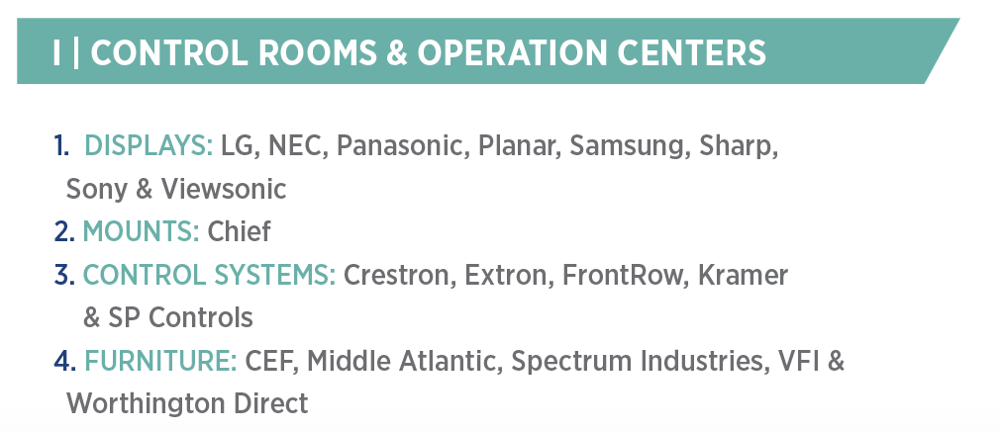 I | CONTROL ROOMS & OPERATION CENTERS
1. DISPLAYS: LG, NEC, Panasonic, Planar, Samsung, Sharp,
Sony & Viewsonic
2. MOUNTS: Chief
3. CONTROL SYSTEMS: Crestron, Extron, FrontRow, Kramer
& SP Controls
4. FURNITURE: CEF, Middle Atlantic, Spectrum Industries, VFI &
Worthington Direct